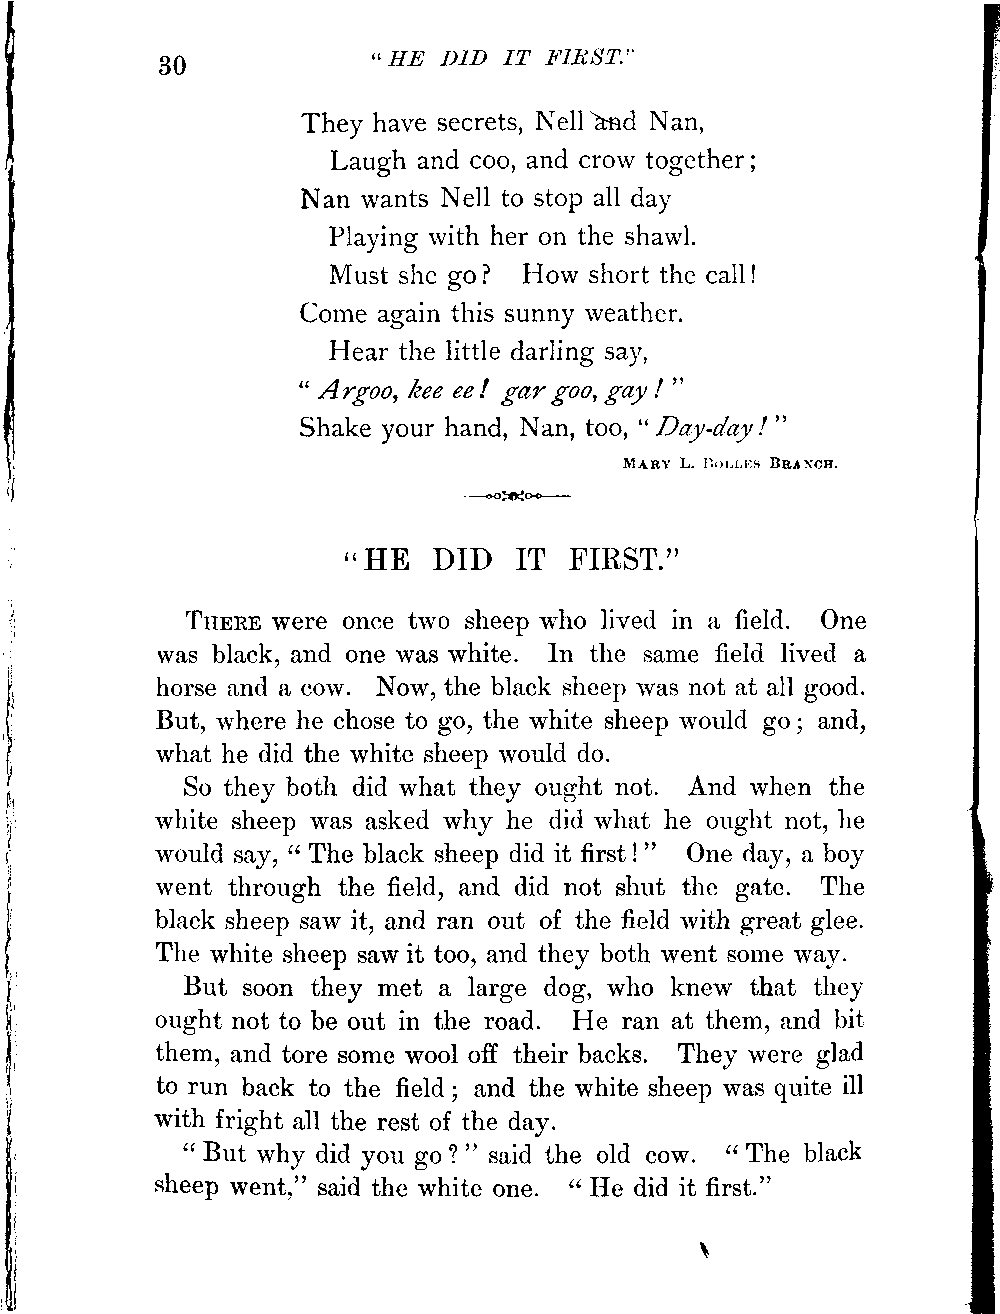 30 "HE DID IT FIRST."
They have secrets, Nell and Nan,
Laugh and coo, and crow together;
Nan wants Nell to stop all day
Playing with her on the shawl.
Must she go? How short the call!
Come again this sunny weather.
Hear the little darling say,
"Argoo, kee ee! gar goo, gay!"
Shake your hand, Nan, too, "Day-day!"
MARY L. BOLLES BRANCH.
"HE DID IT FIRST."
THERE were once two sheep who lived in a field. One
was black, and one was white. In the same field lived a
horse and a cow. Now, the black sheep was not at all good.
But, where he chose to go, the white sheep would go; and,
what he did the white sheep would do.
So they both did what they ought not. And when the
white sheep was asked why he did what he ought not, he
would say, "The black sheep did it first!" One day, a boy
went through the field, and did not shut the gate. The
black sheep saw it, and ran out of the field with great glee.
The white sheep saw it too, and they both went some way.
But soon they met a large dog, who knew that they
ought not to be out in the road. He ran at them, and bit
them, and tore some wool off their backs. They were glad
to run back to the field; and the white sheep was quite ill
with fright all the rest of the day.
"But why did you go?" said the old cow. "The black
sheep went," said the white one. "He did it first."